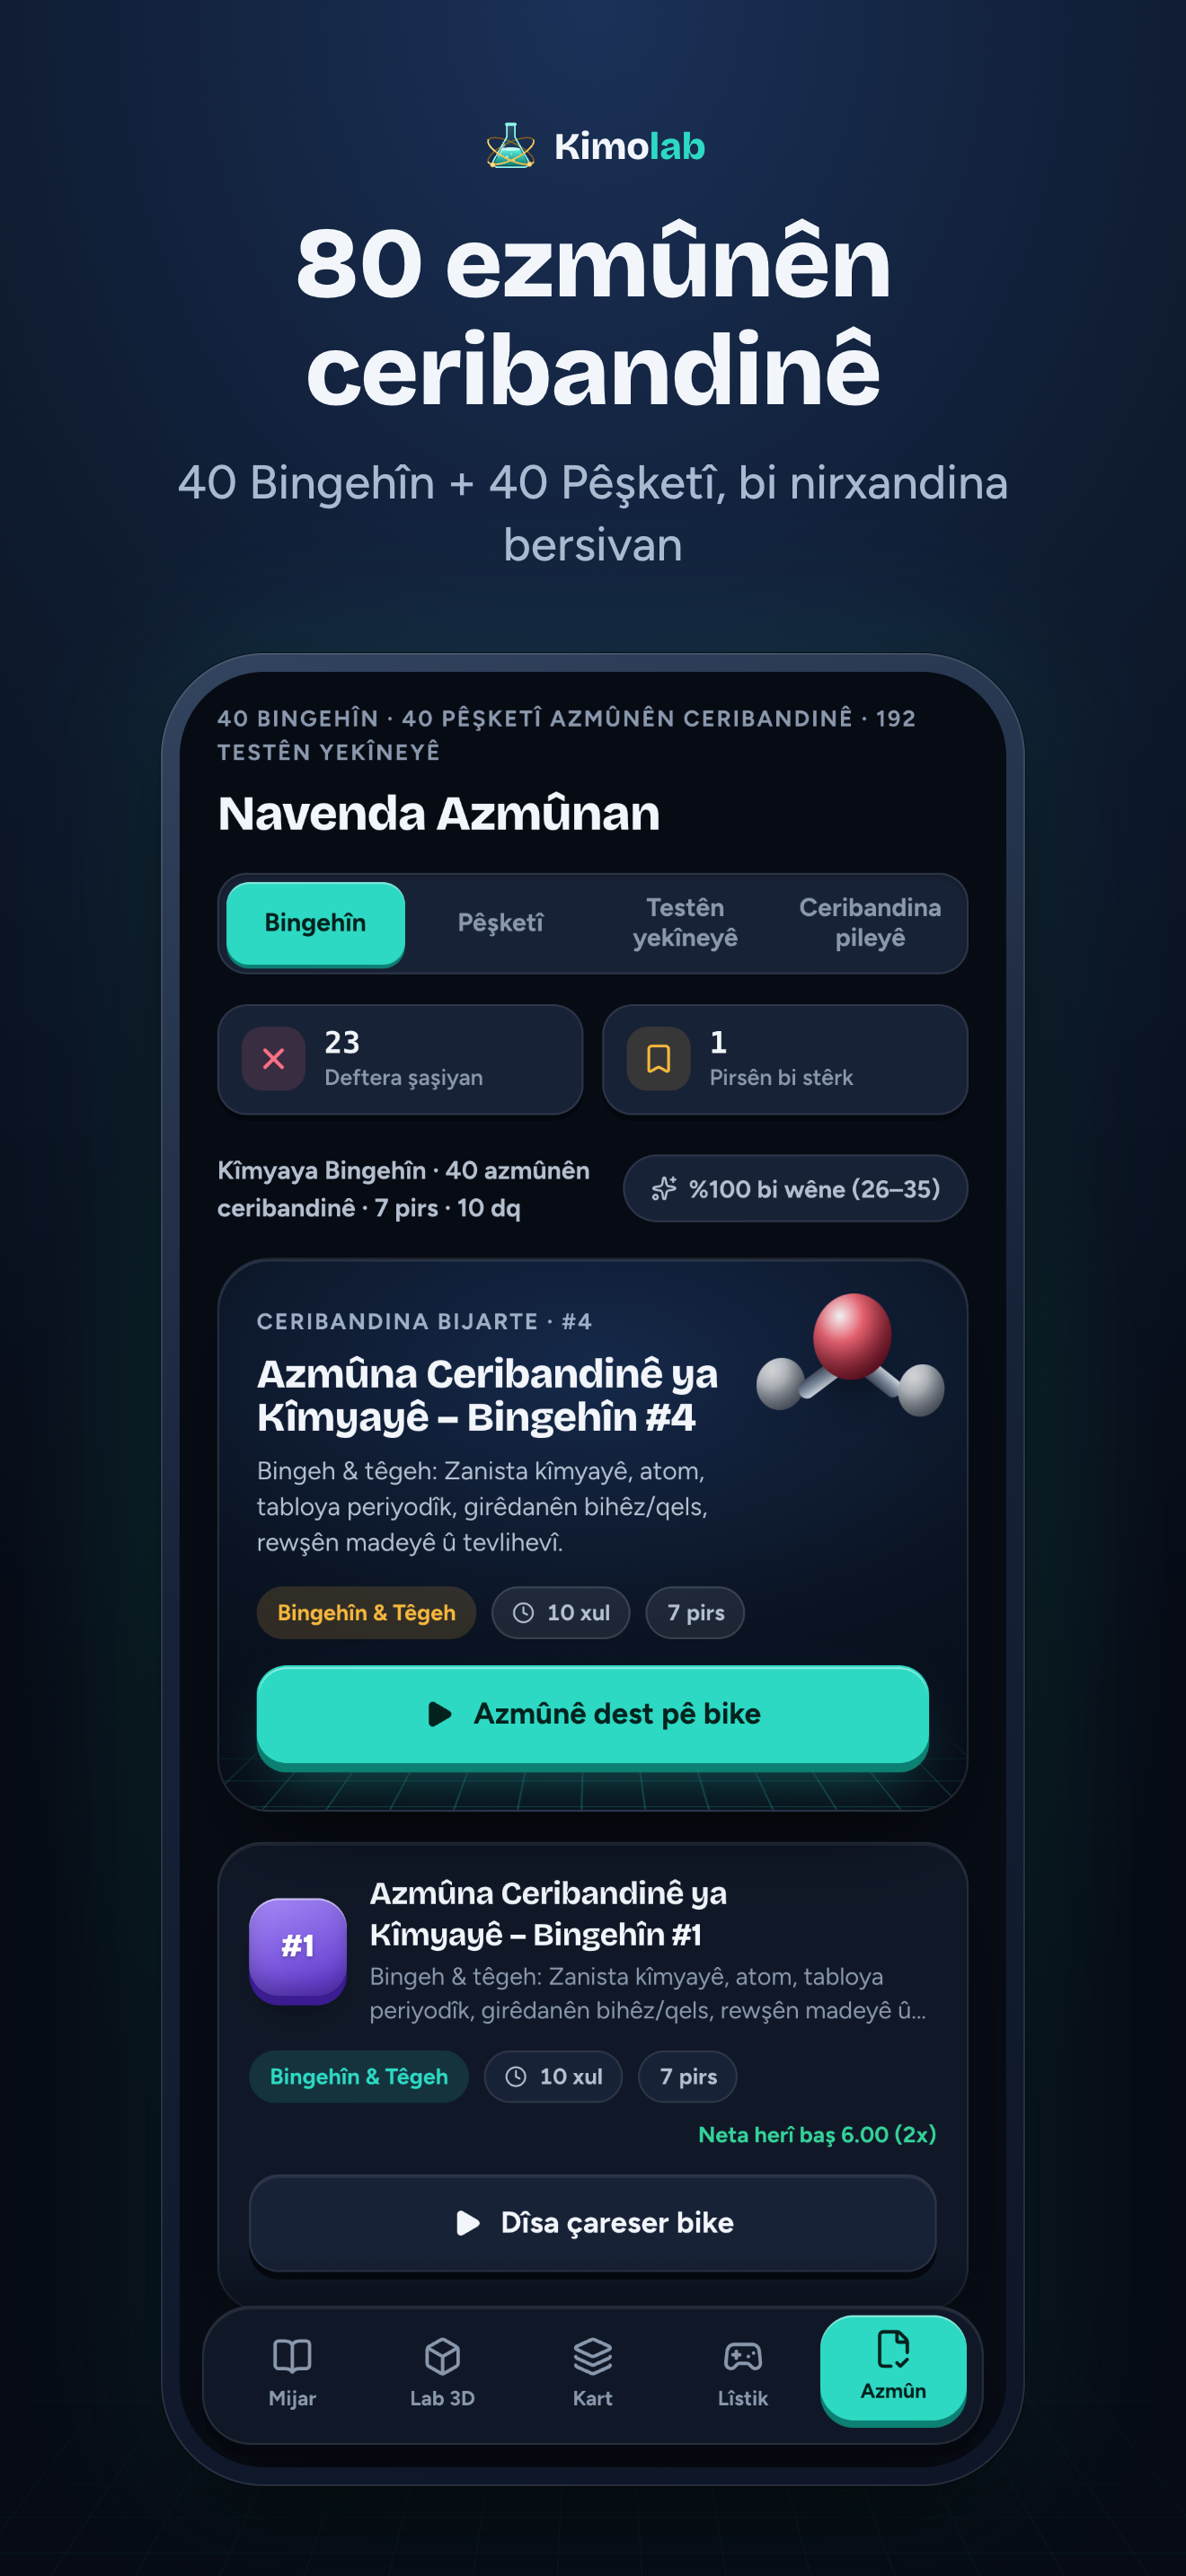 Kimolab
80 ezmûnên
ceribandinê
40 Bingehîn + 40 Pêşketî, bi nirxandina
bersivan
40 BINGEHÎN · 40 PÊŞKETÎ AZMÛNÊN CERIBANDINÊ · 192
TESTÊN YEKÎNEYÊ
Navenda Azmûnan
Bingehîn
Pêşketî
Testên
yekîneyê
Ceribandina
pileyê
23
Deftera şaşiyan
1
Pirsên bi stêrk
Kîmyaya Bingehîn · 40 azmûnên
ceribandinê · 7 pirs · 10 dq
%100 bi wêne (26–35)
CERIBANDINA BIJARTE · #4
Azmûna Ceribandinê ya
Kîmyayê – Bingehîn #4
Bingeh & têgeh: Zanista kîmyayê, atom,
tabloya periyodîk, girêdanên bihêz/qels,
rewşên madeyê û tevlihevî.
Bingehîn & Têgeh
10 xul
7 pirs
Azmûnê dest pê bike
#1
Azmûna Ceribandinê ya
Kîmyayê – Bingehîn #1
Bingeh & têgeh: Zanista kîmyayê, atom, tabloya
periyodîk, girêdanên bihêz/qels, rewşên madeyê û...
Bingehîn & Têgeh
10 xul
7 pirs
Neta herî baş 6.00 (2x)
Dîsa çareser bike
Mijar
Lab 3D
Kart
Lîstik
Azmûn